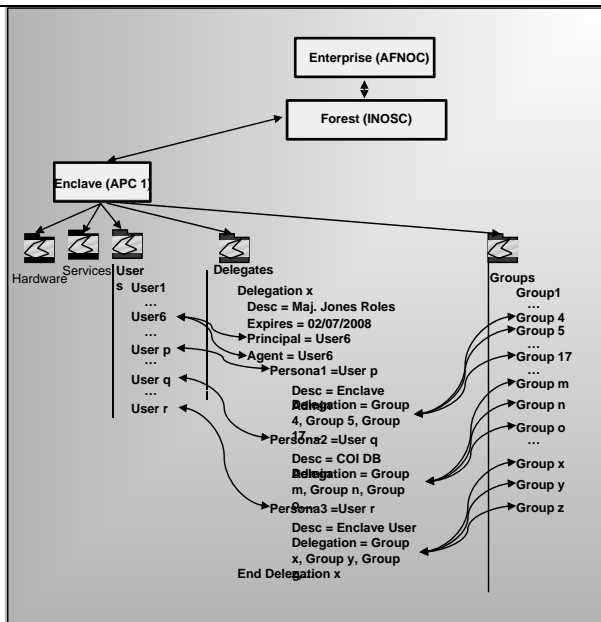 Enterprise (AFNOC)
Forest (INOSC)
Enclave (APC 1)
Hardware
Services
User
s
User1
...
User6
...
User p
...
User q
...
User r
Delegates
Delegation x
Desc = Maj. Jones Roles
Expires = 02/07/2008
Principal = User6
Agent = User6
Persona1 =User p
Desc = Enclave
Admin
Delegation = Group
4, Group 5, Group
17...
Persona2 =User q
Desc = COI DB
Admin
Delegation = Group
m, Group n, Group
o...
Persona3 =User r
Desc = Enclave User
Delegation = Group
x, Group y, Group
z...
End Delegation x
Groups
Group1
...
Group 4
Group 5
...
Group 17
...
Group m
Group n
Group o
...
Group x
Group y
Group z